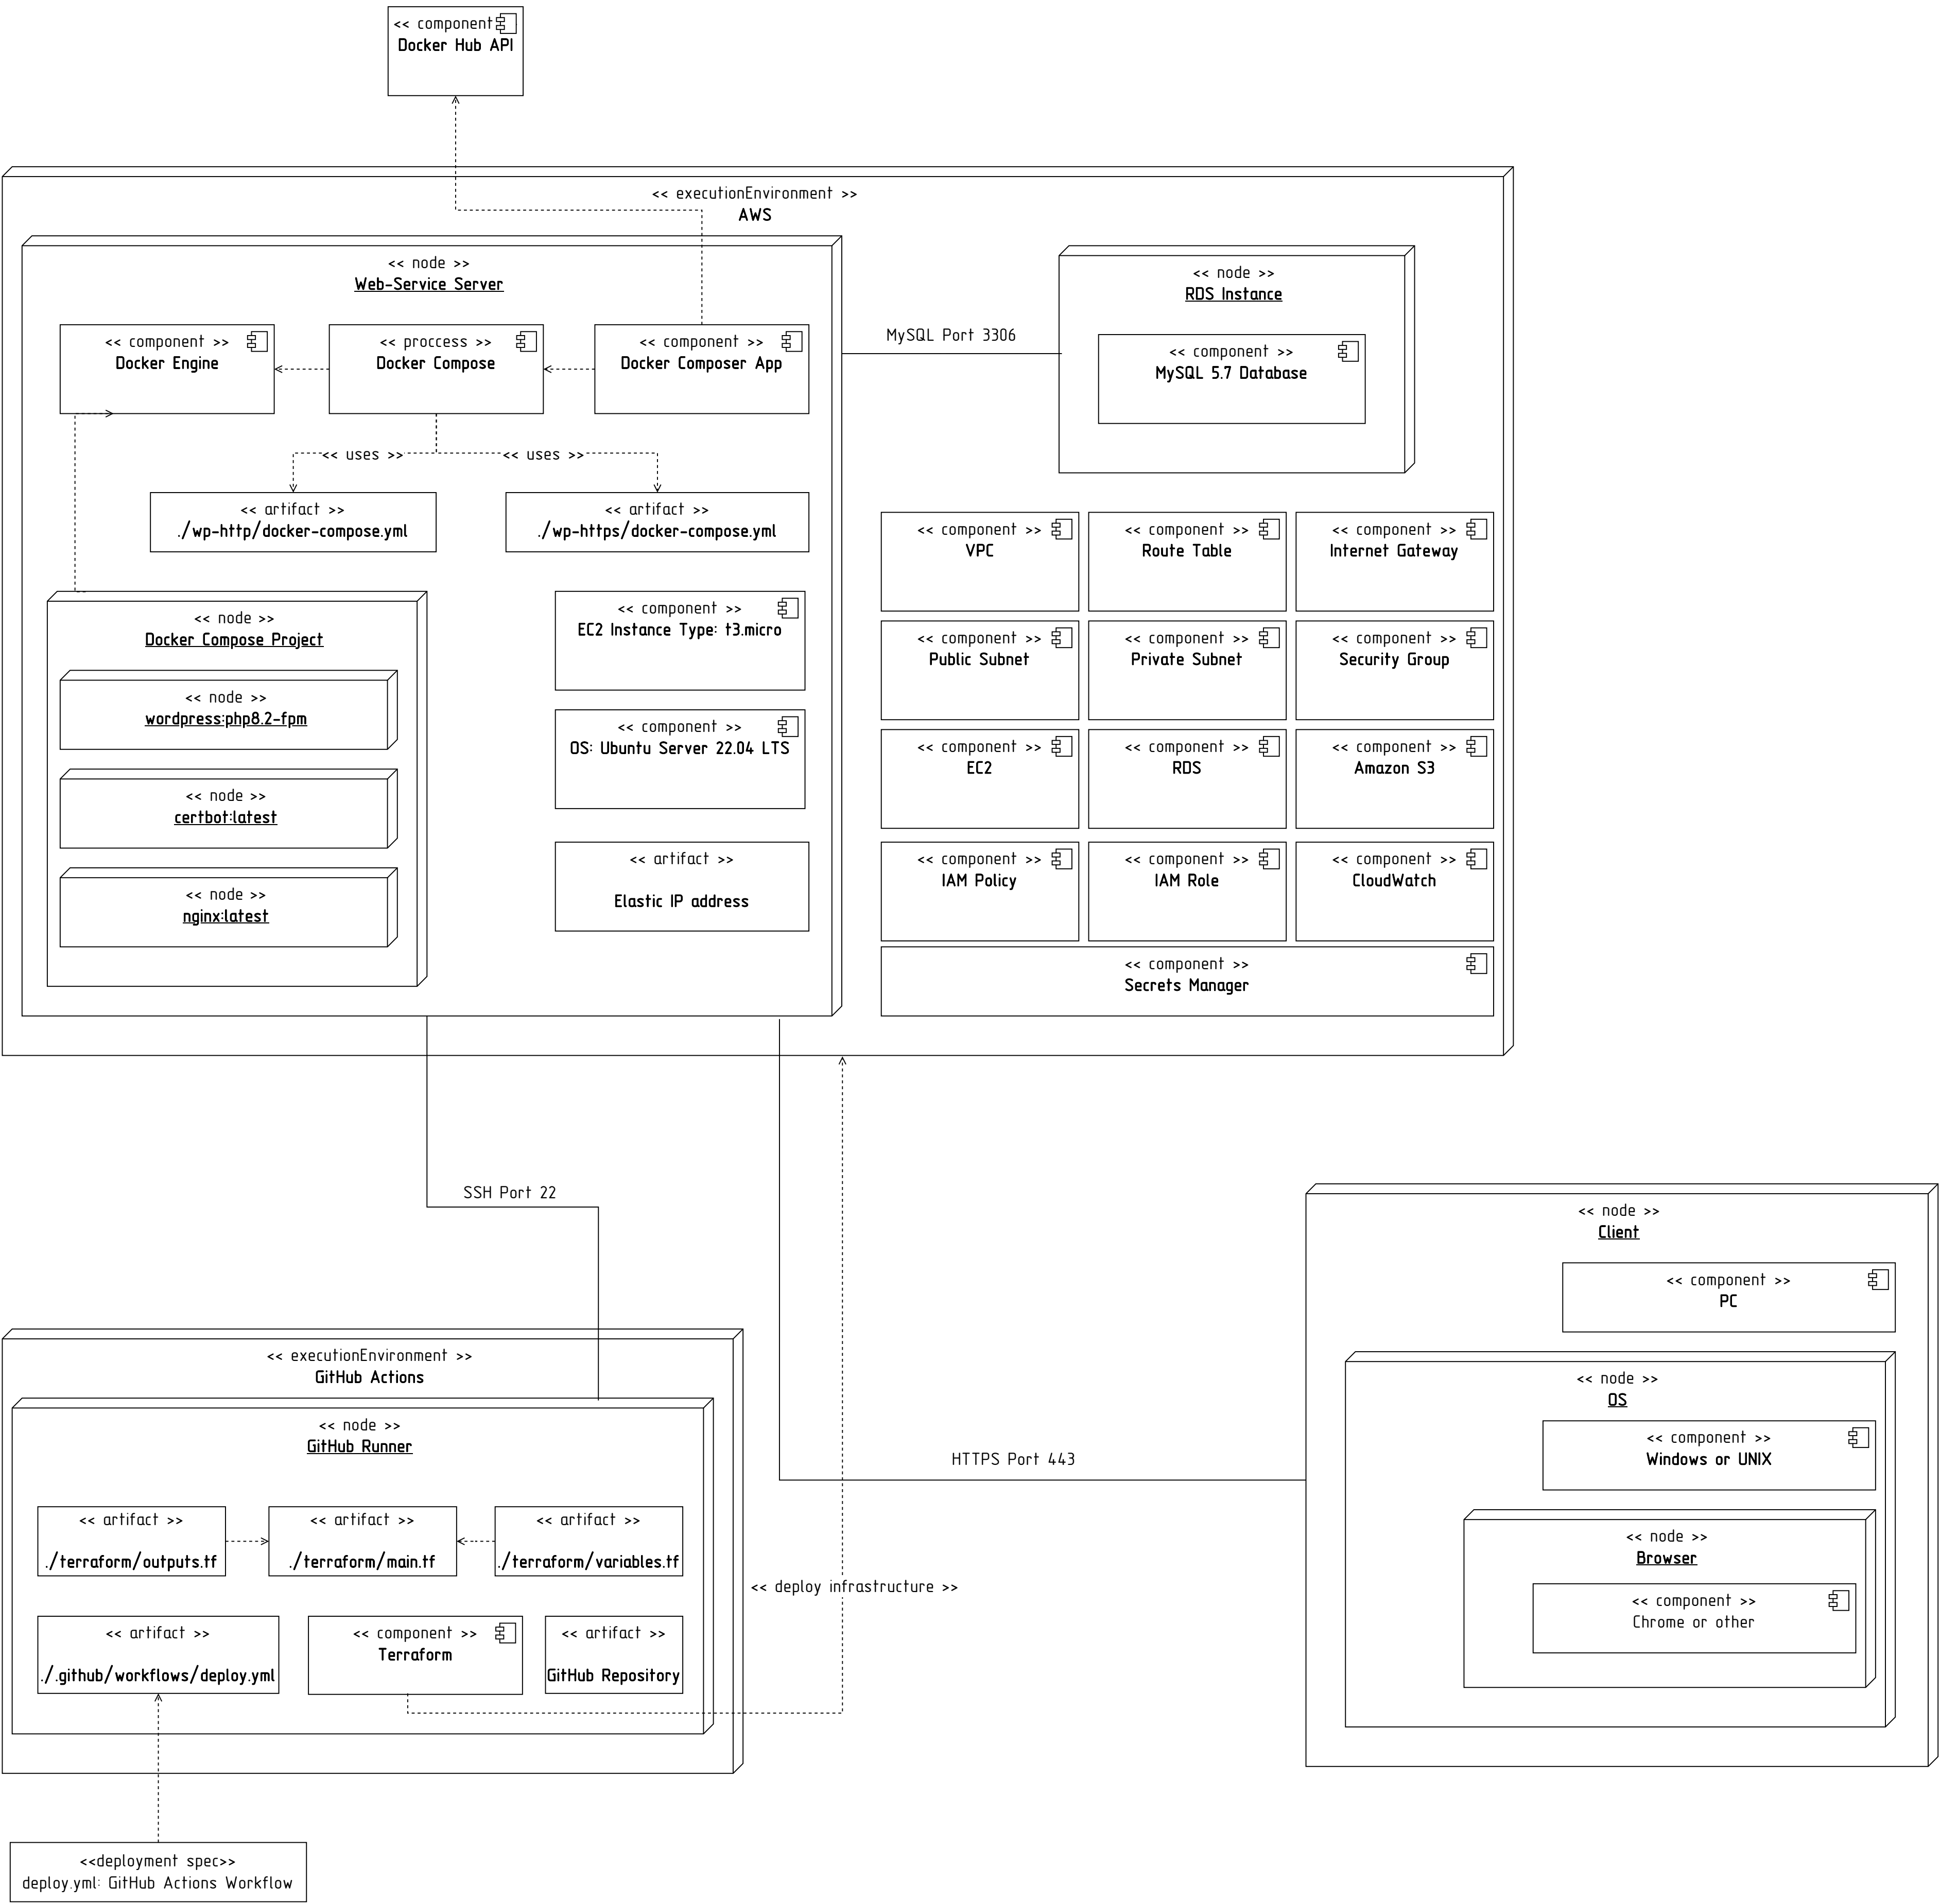 << component
Docker Hub API
<< executionEnvironment >>
AWS
<< node >>
Web-Service Server
<< component >>
Docker Engine
<< proccess >>
Docker Compose
<< component >>
Docker Composer App
<< uses >>
<< uses >>
<< artifact >>
./wp-http/docker-compose.yml
<< artifact >>
./wp-https/docker-compose.yml
<< node >>
Docker Compose Project
<< node >>
wordpress:php8.2-fpm
<< node >>
certbot:latest
<< node >>
nginx:latest
<< component >>
EC2 Instance Type: t3.micro
<< component >>
OS: Ubuntu Server 22.04 LTS
<< artifact >>
Elastic IP address
MySQL Port 3306
<< node >>
RDS Instance
<< component >>
MySQL 5.7 Database
<< component >>
VPC
<< component >>
Route Table
<< component >>
Internet Gateway
<< component >>
Public Subnet
<< component >>
Private Subnet
<< component >>
Security Group
<< component >>
EC2
<< component >>
RDS
<< component >>
Amazon S3
<< component >>
IAM Policy
<< component >>
IAM Role
<< component >>
CloudWatch
<< component >>
Secrets Manager
SSH Port 22
<< executionEnvironment >>
GitHub Actions
<< node >>
GitHub Runner
<< artifact >>
./terraform/outputs.tf
<< artifact >>
./terraform/main.tf
<< artifact >>
./terraform/variables.tf
<< artifact >>
./.github/workflows/deploy.yml
<< component >>
Terraform
<< artifact >>
GitHub Repository
<< deploy infrastructure >>
HTTPS Port 443
<< node >>
Client
<< component >>
PC
<< node >>
OS
<< component >>
Windows or UNIX
<< node >>
Browser
<< component >>
Chrome or other
<<deployment spec>>
deploy.yml: GitHub Actions Workflow